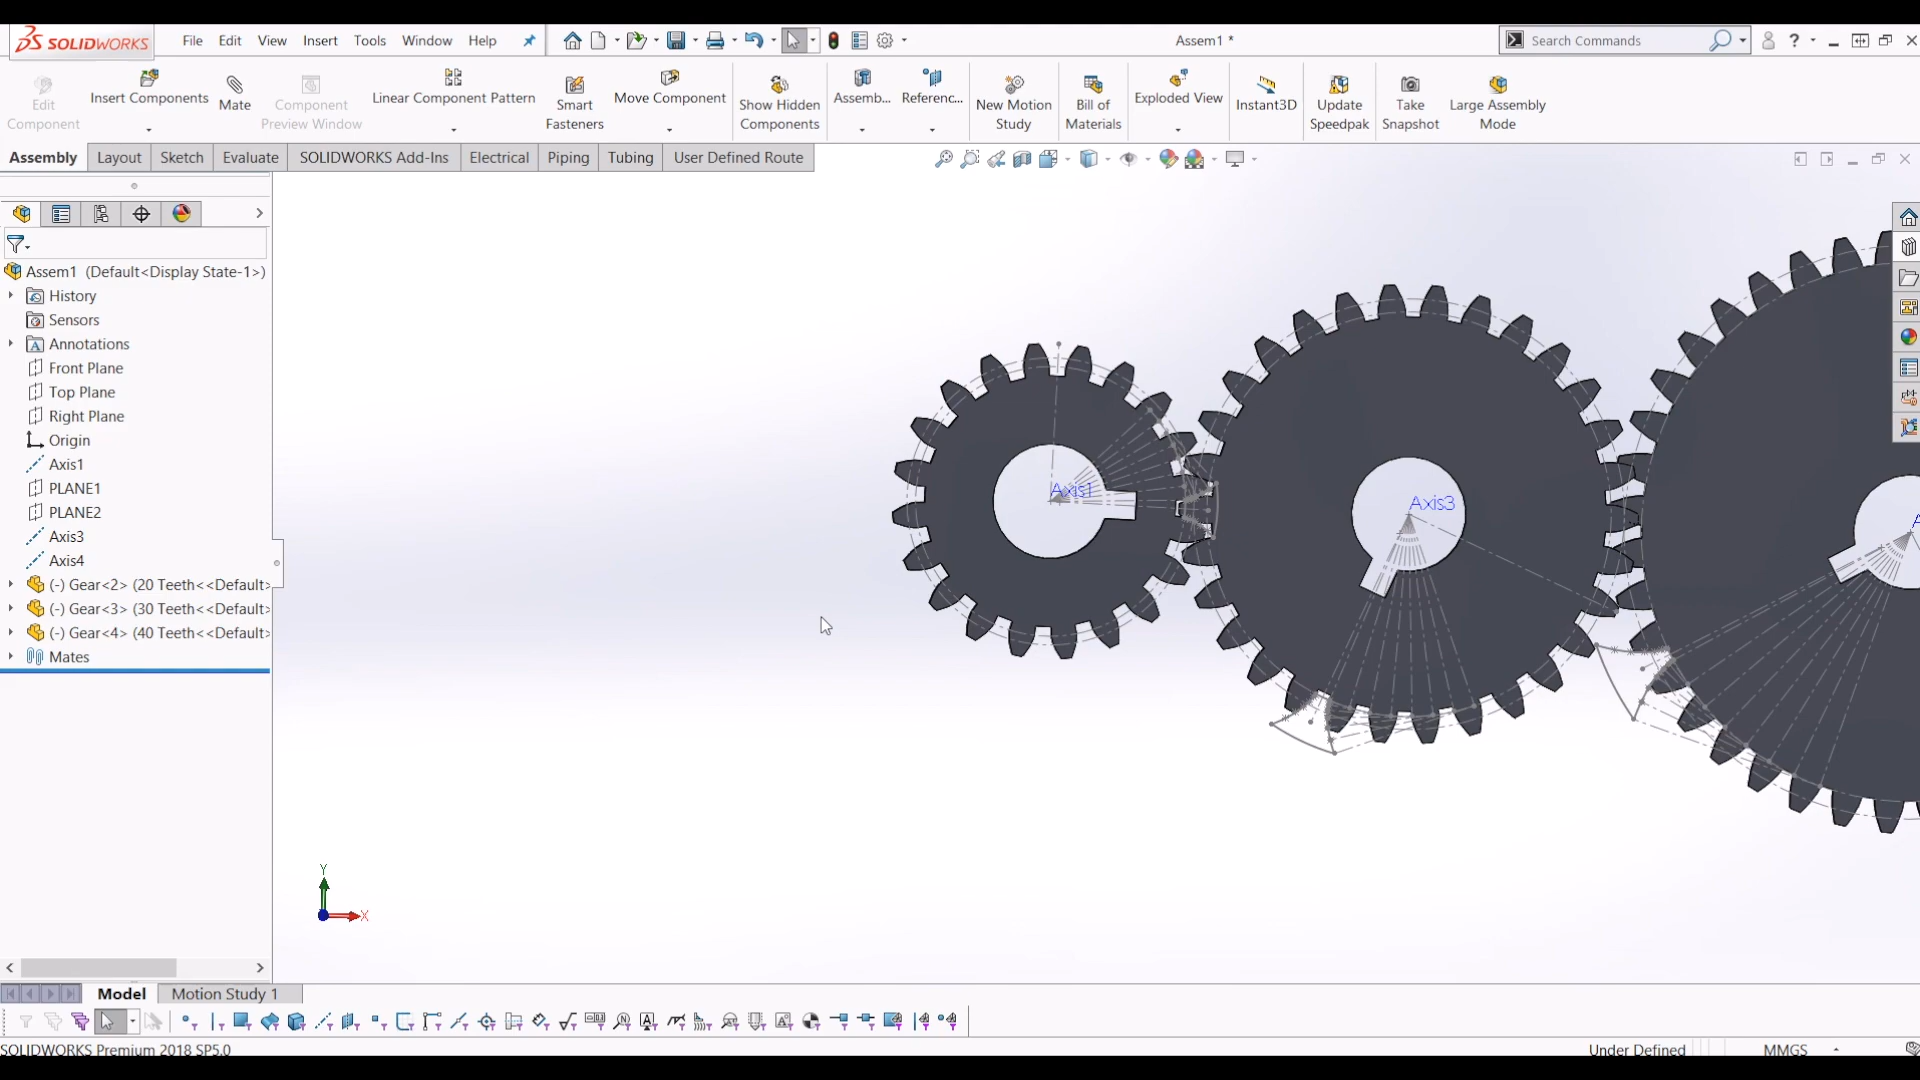 SOLIDWORKS File Edit View Insert Tools Window Help Assem1 * Search Commands ?
Edit Component Insert Components Mate Component Preview Window Linear Component Pattern Smart Fasteners Move Component Show Hidden Components Assemb... Referenc... New Motion Study Bill of Materials Exploded View Instant3D Update Speedpak Take Snapshot Large Assembly Mode
Assembly Layout Sketch Evaluate SOLIDWORKS Add-Ins Electrical Piping Tubing User Defined Route
Assem1 (Default<Display State-1>)
History
Sensors
Annotations
Front Plane
Top Plane
Right Plane
Origin
Axis1
PLANE1
PLANE2
Axis3
Axis4
(-) Gear<2> (20 Teeth<<Default>
(-) Gear<3> (30 Teeth<<Default>
(-) Gear<4> (40 Teeth<<Default>
Mates
Axis1
Axis3
A
Y
X
Model Motion Study 1
SOLIDWORKS Premium 2018 SP5.0 Under Defined MMGS